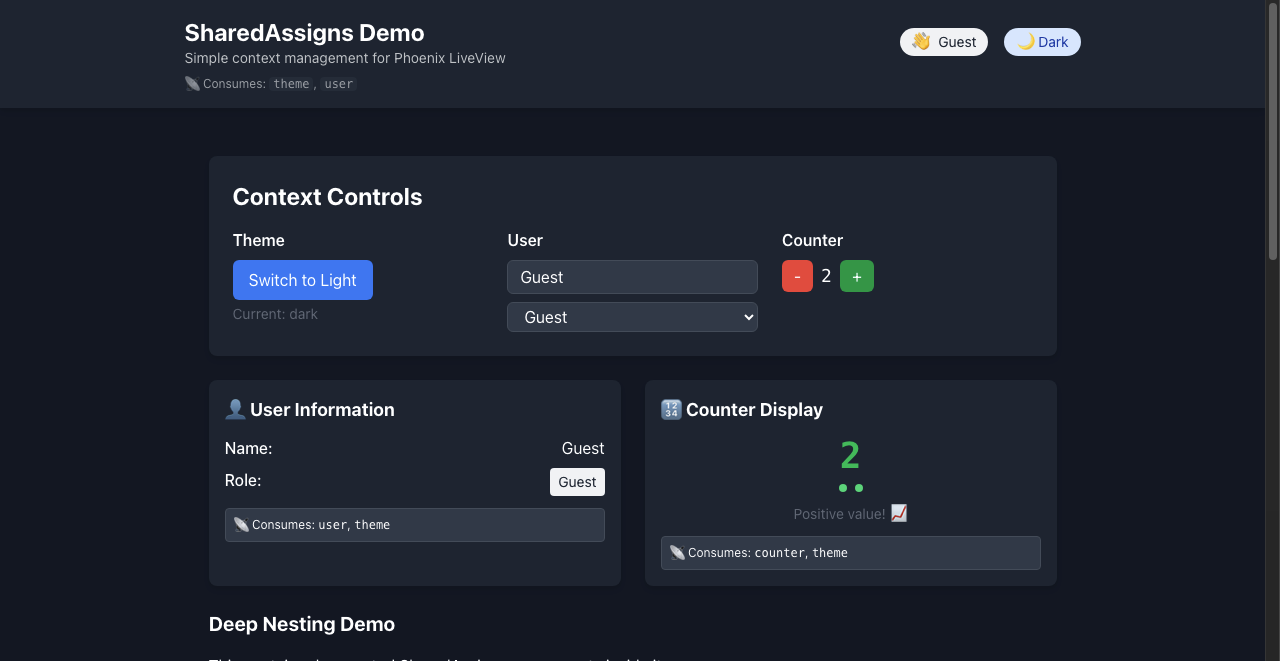 SharedAssigns Demo
Simple context management for Phoenix LiveView
Consumes: theme, user
Guest
Dark
Context Controls
Theme
Switch to Light
Current: dark
User
Guest
Guest
Counter
- 2 +
User Information
Name: Guest
Role: Guest
Consumes: user, theme
Counter Display
2
Positive value!
Consumes: counter, theme
Deep Nesting Demo